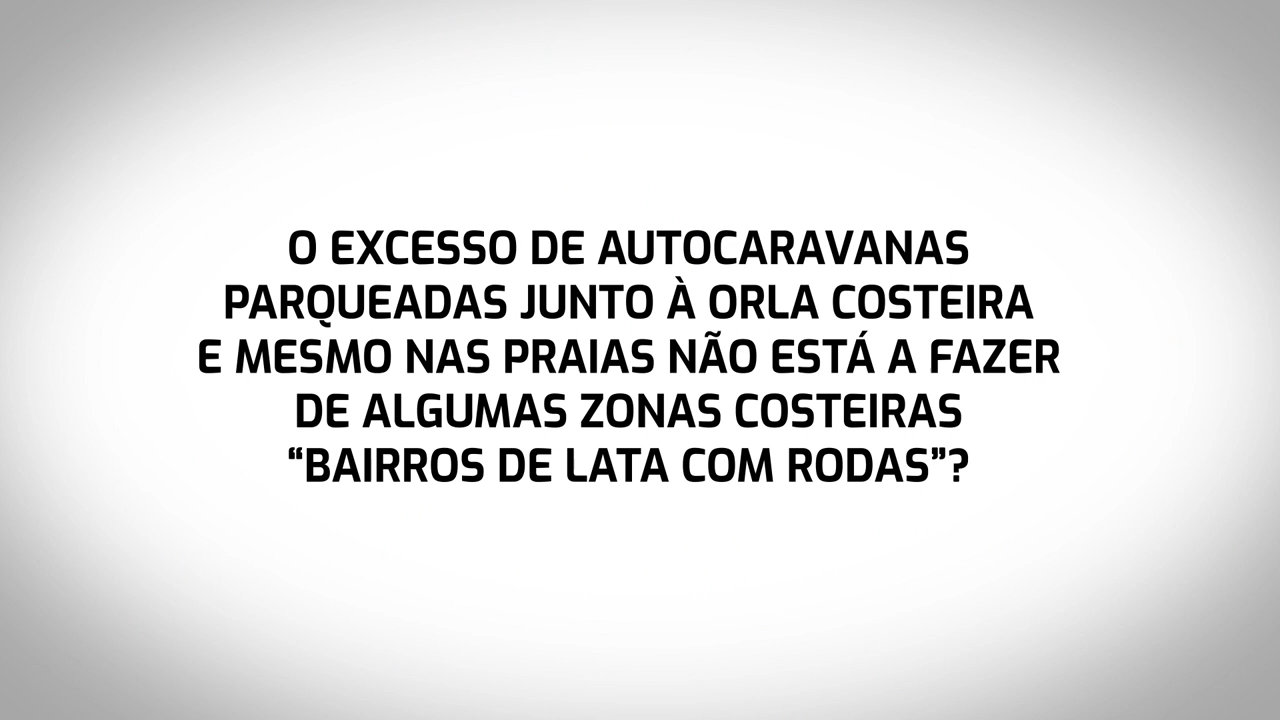 O EXCESSO DE AUTOCARAVANAS
PARQUEADAS JUNTO À ORLA COSTEIRA
E MESMO NAS PRAIAS NÃO ESTÁ A FAZER
DE ALGUMAS ZONAS COSTEIRAS
“BAIRROS DE LATA COM RODAS”?